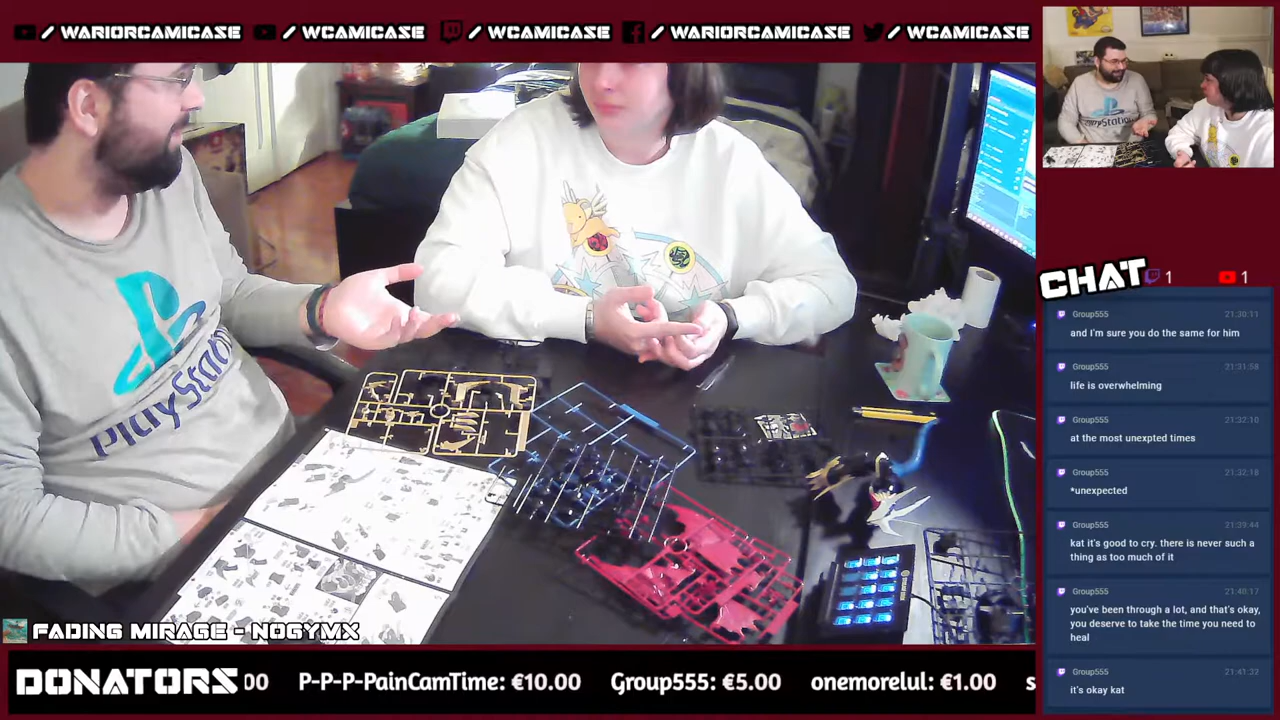 / WARIORCAMICASE / WCAMICASE / WCAMICASE / WARIORCAMICASE / WCAMICASE
PlayStation
PlayStation
CHAT 1 1
Group555 21:30:11
and I'm sure you do the same for him
Group555 21:31:58
life is overwhelming
Group555 21:32:10
at the most unexpted times
Group555 21:32:18
*unexpected
Group555 21:39:44
kat it's good to cry. there is never such a
thing as too much of it
Group555 21:40:17
you've been through a lot, and that's okay,
you deserve to take the time you need to
heal
Group555 21:41:32
it's okay kat
FADING MIRAGE - NOGYMX
DONATORS 00 P-P-P-PainCamTime: €10.00 Group555: €5.00 onemorelul: €1.00 s